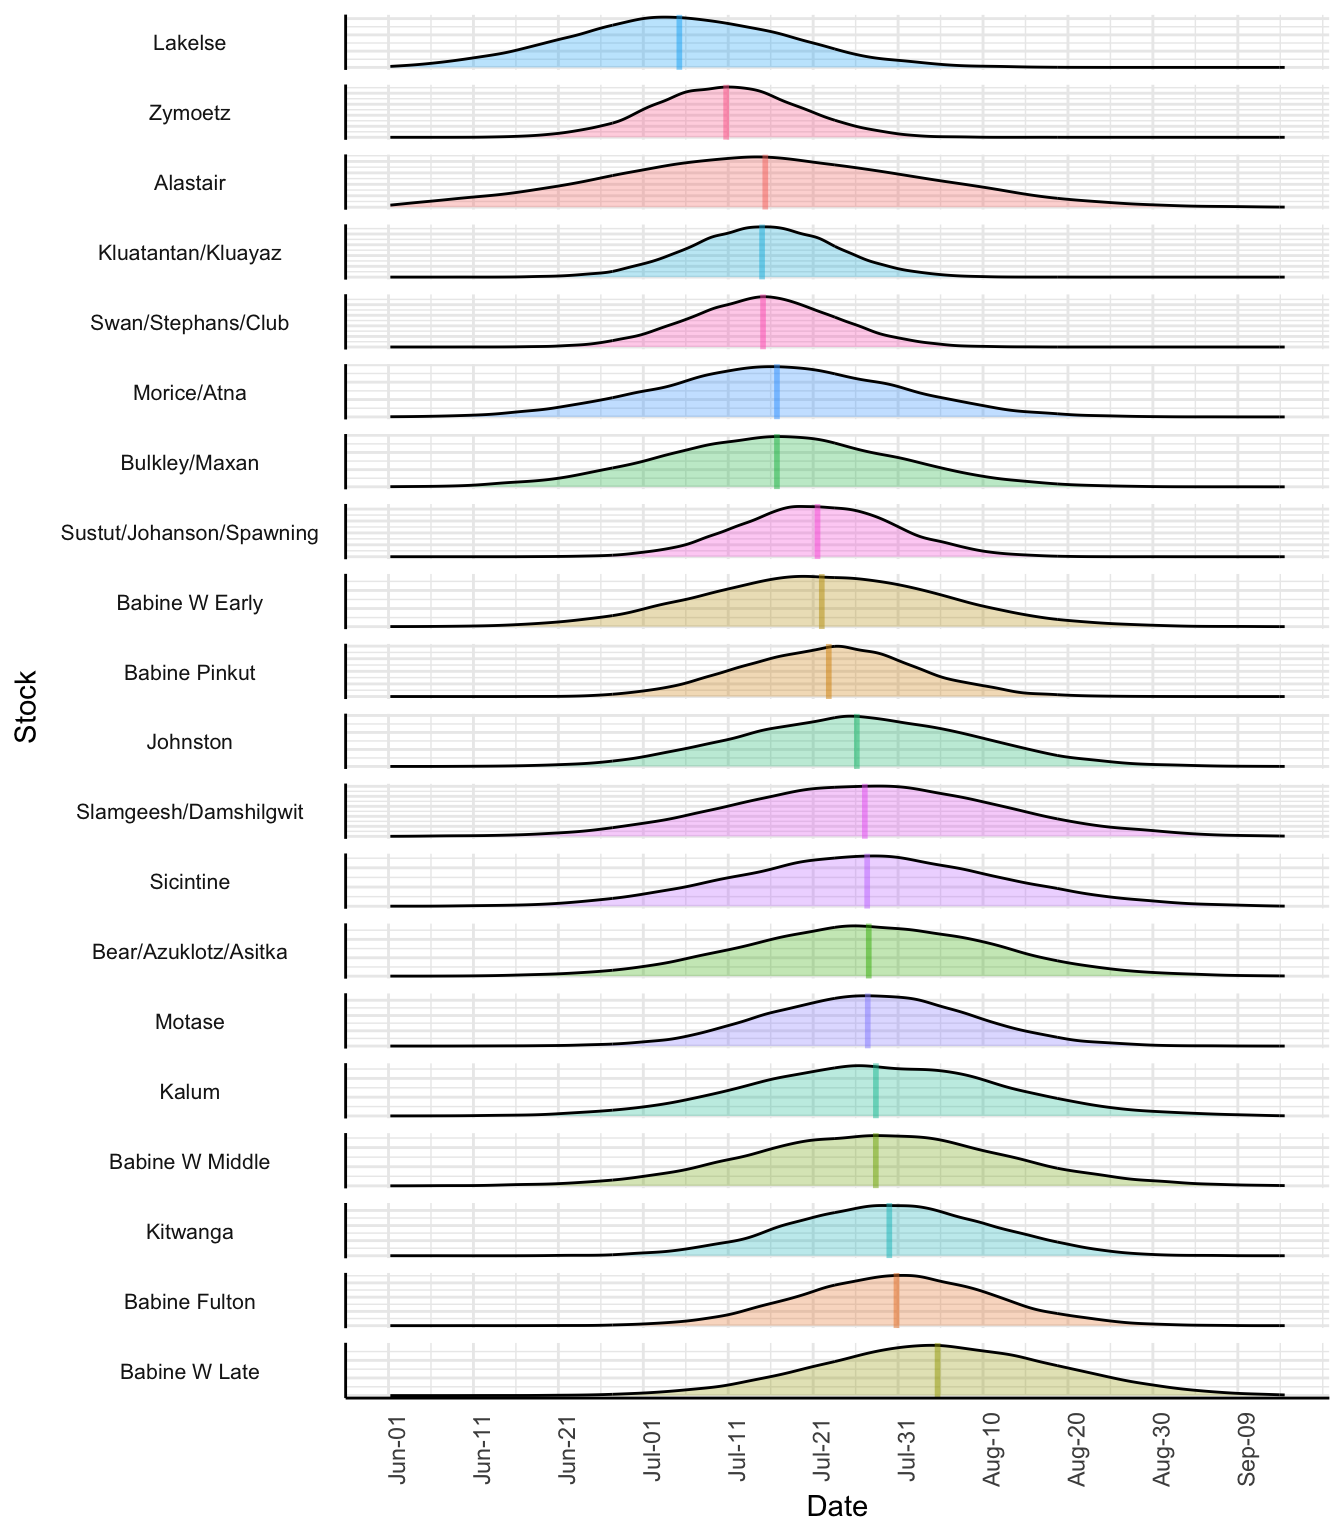 Lakelse
Zymoetz
Alastair
Kluatantan/Kluayaz
Swan/Stephans/Club
Morice/Atna
Bulkley/Maxan
Sustut/Johanson/Spawning
Babine W Early
Babine Pinkut
Johnston
Slamgeesh/Damshilgwit
Sicintine
Bear/Azuklotz/Asitka
Motase
Kalum
Babine W Middle
Kitwanga
Babine Fulton
Babine W Late
Stock
Jun-01 Jun-11 Jun-21 Jul-01 Jul-11 Jul-21 Jul-31 Aug-10 Aug-20 Aug-30 Sep-09
Date